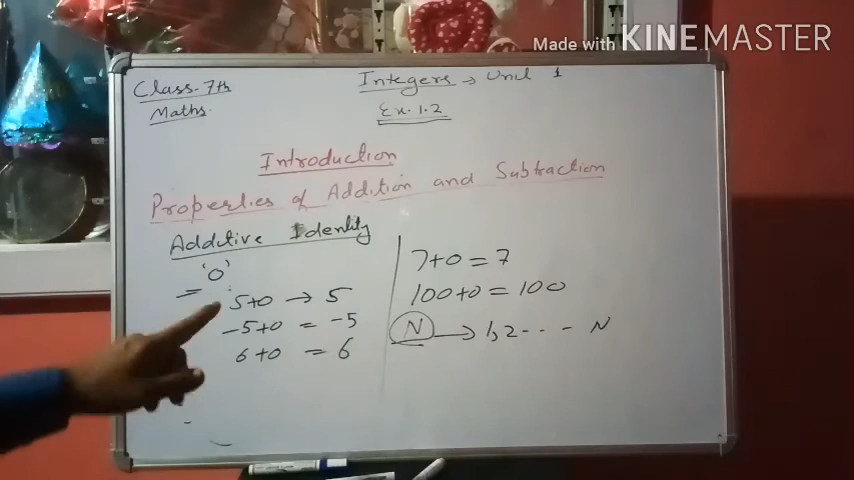 Made with KINEMASTER
Class. 7th
Maths.
Integers → Unit 1
Ex. 1.2
Introduction
Properties of Addition and Subtraction
Additive Identity
'0'
=
5+0 → 5
-5+0 = -5
6+0 = 6
7+0 = 7
100+0 = 100
N → 1,2 - - - - N